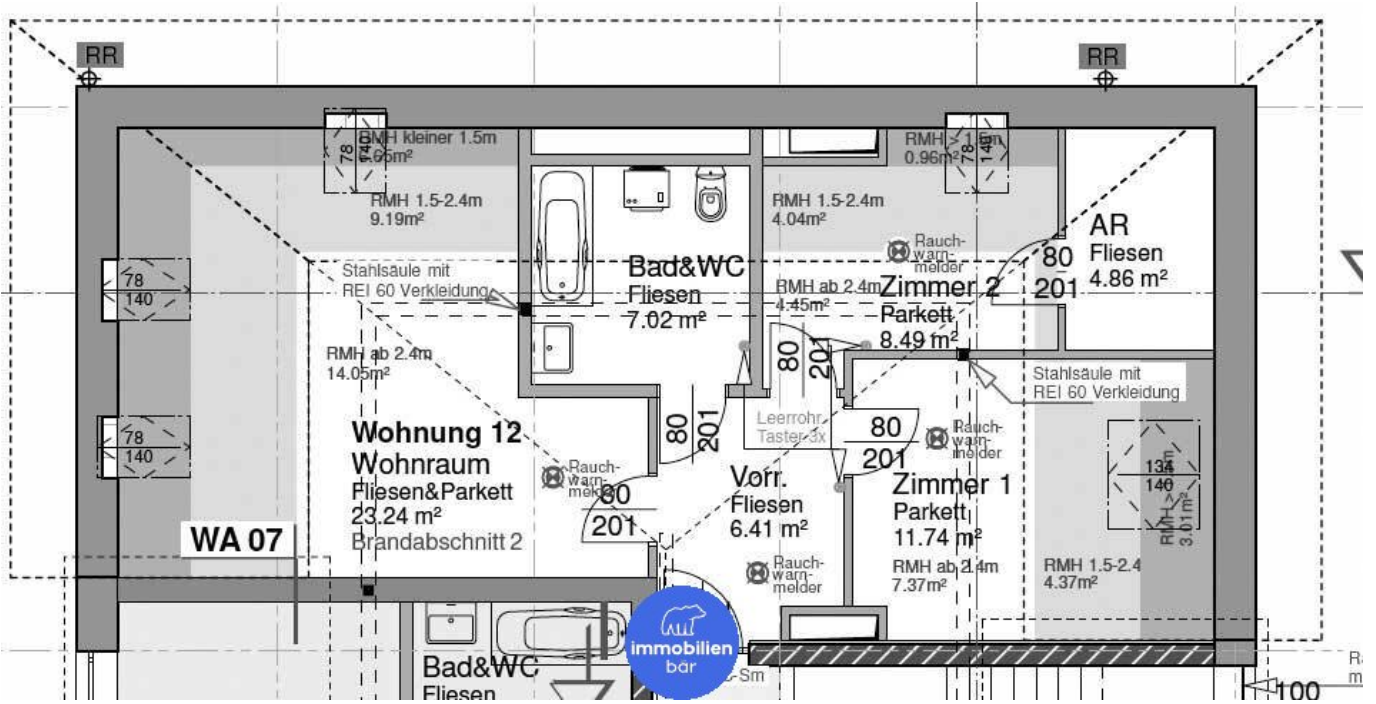 RR
RR
RMH kleiner 1.5m
78
140
RMH 1.5-2.4m
9.19m²
RMH > 1.5m
0.96m²
78
140
RMH 1.5-2.4m
4.04m²
AR
Fliesen
4.86 m²
80
201
Rauch-
warn-
melder
Bad&WC
Fliesen
7.02 m²
Stahlsäule mit
REI 60 Verkleidung
78
140
RMH ab 2.4m
4.45m²
Zimmer 2
Parkett
8.49 m²
RMH ab 2.4m
14.05m²
80
201
Stahlsäule mit
REI 60 Verkleidung
78
140
Wohnung 12
Wohnraum
Fliesen&Parkett
23.24 m²
Brandabschnitt 2
Rauch-
warn-
melder
80
201
80
201
Leerrohr
Taster 3x
80
201
Rauch-
warn-
melder
Vorr.
Fliesen
6.41 m²
Zimmer 1
Parkett
11.74 m²
RMH ab 2.4m
7.37m²
134
140
3.01m²
RMH 1.5-2.4
4.37m²
WA 07
Rauch-
warn-
melder
immobilien
bär
Bad&WC
Fliesen
-Sm
100